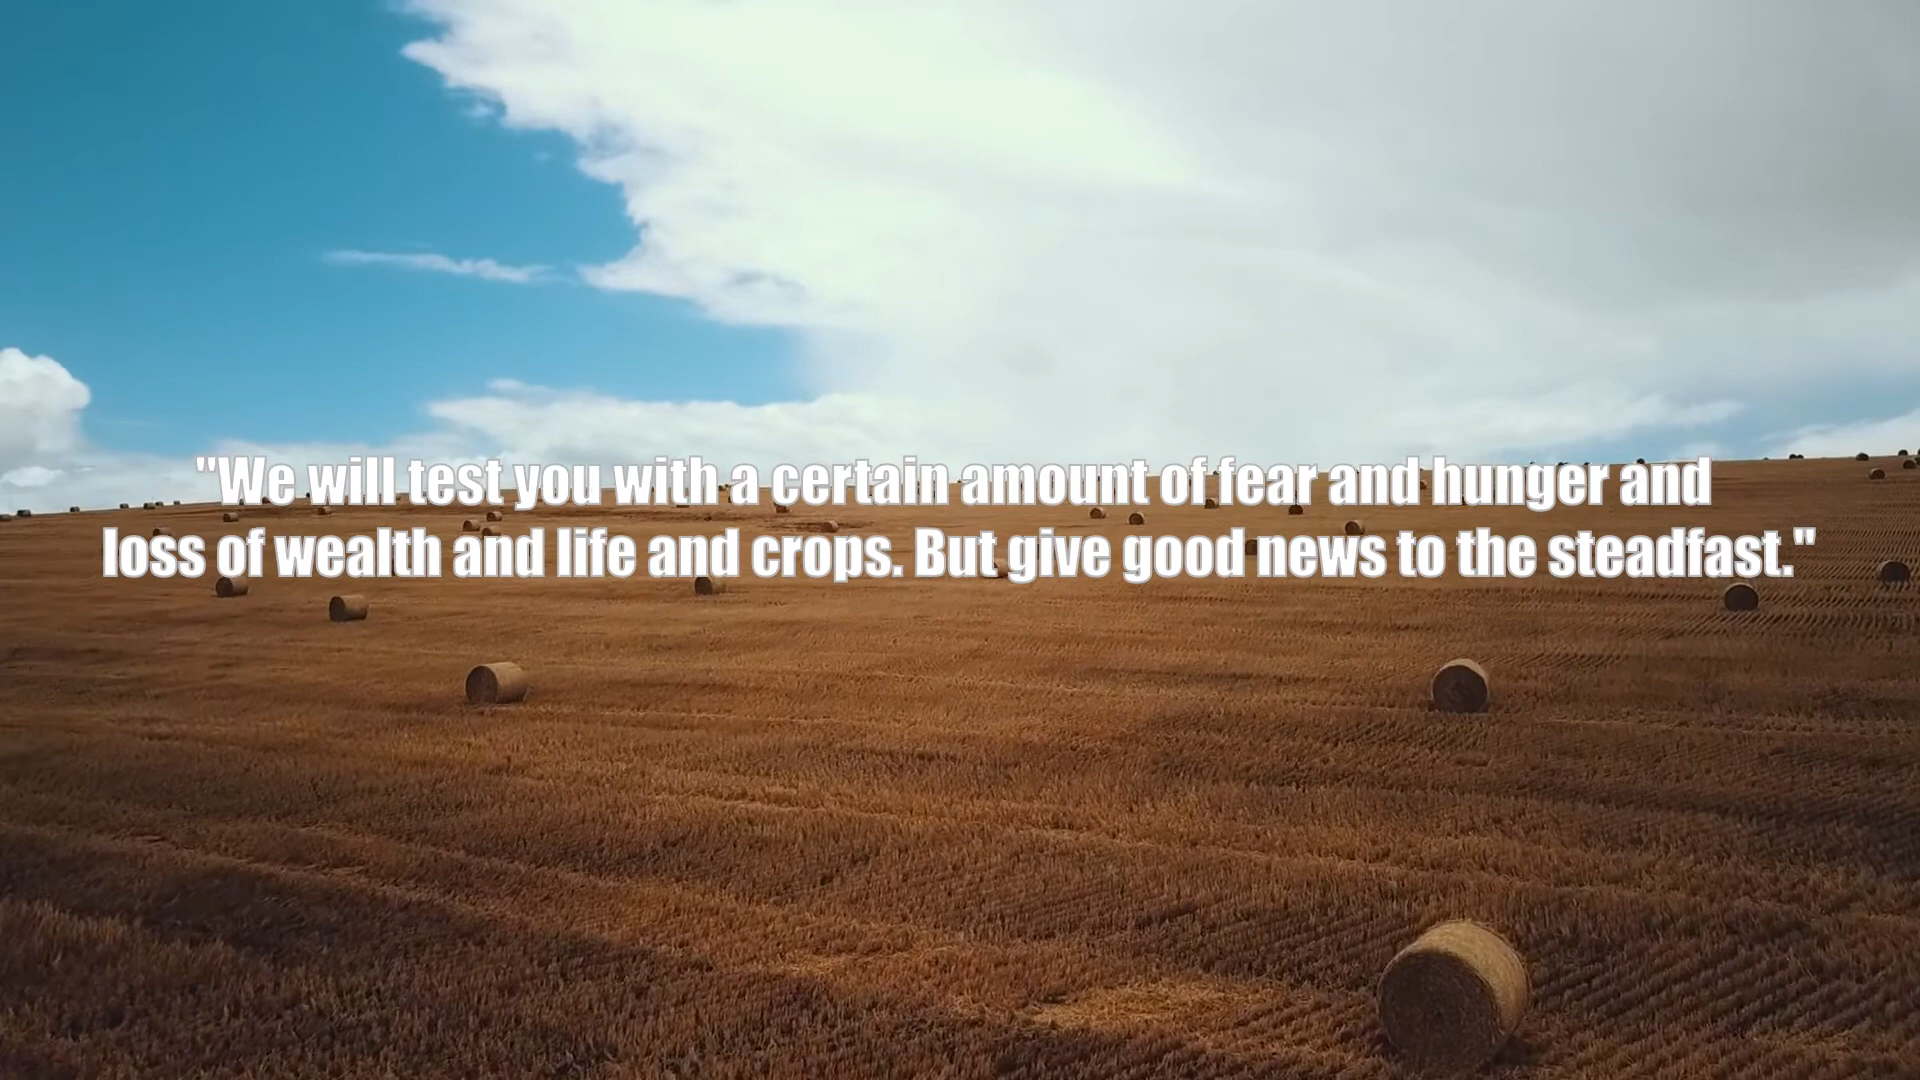 "We will test you with a certain amount of fear and hunger and
loss of wealth and life and crops. But give good news to the steadfast."